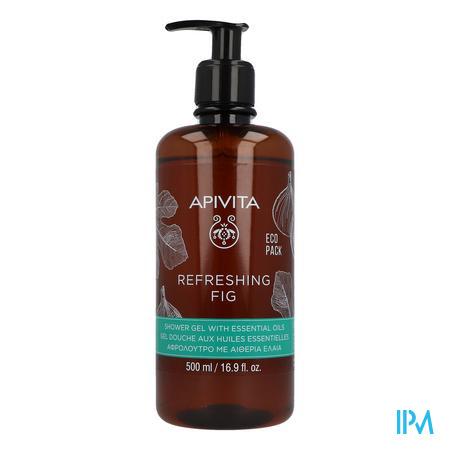 APIVITA
ECO
PACK
REFRESHING
FIG
SHOWER GEL WITH ESSENTIAL OILS
GEL DOUCHE AUX HUILES ESSENTIELLES
ΑΦΡΟΛΟΥΤΡΟ ΜΕ ΑΙΘΕΡΙΑ ΕΛΑΙΑ
500 ml / 16.9 fl. oz.
IPM